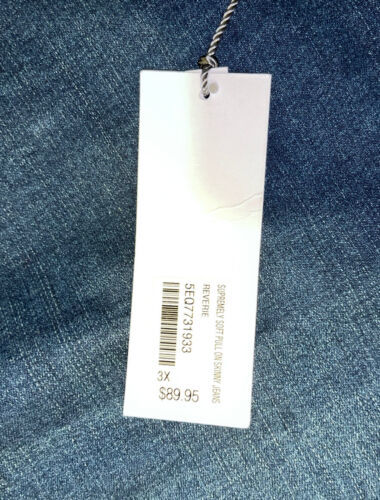 SUPREMELY SOFT PULL ON SKINNY JEANS
REVERIE
5EQ7731933
3X
$89.95